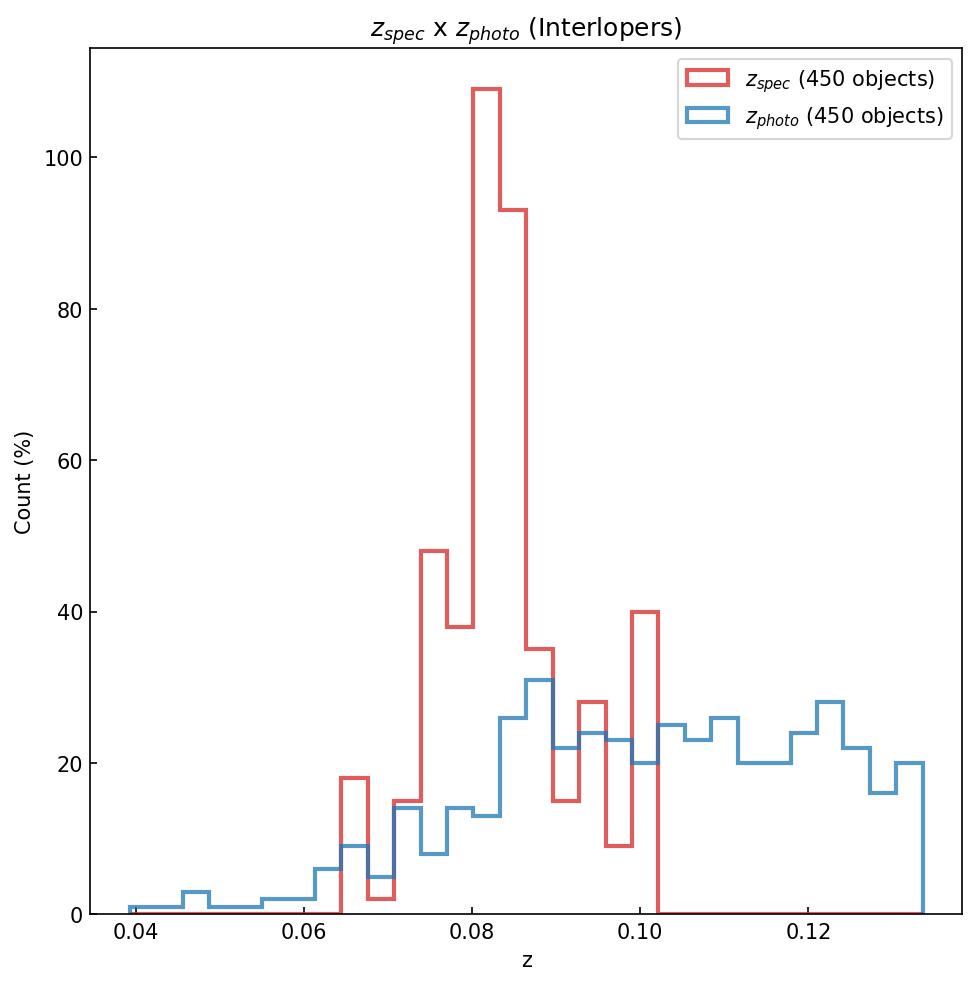 z_spec x z_photo (Interlopers)
z_spec (450 objects)
z_photo (450 objects)
Count (%)
100
80
60
40
20
0
0.04 0.06 0.08 0.10 0.12
z